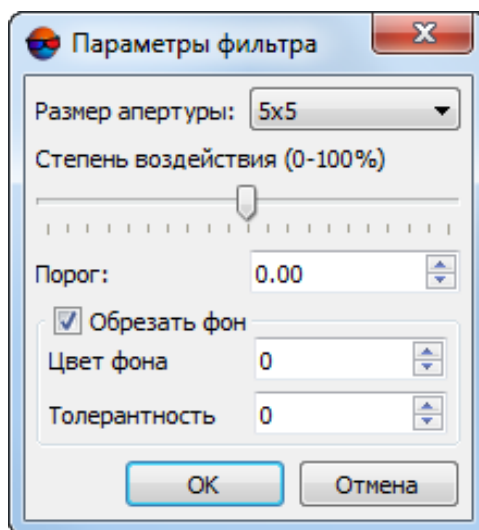 Параметры фильтра
Размер апертуры: 5x5
Степень воздействия (0-100%)
Порог: 0.00
Обрезать фон
Цвет фона 0
Толерантность 0
OK Отмена